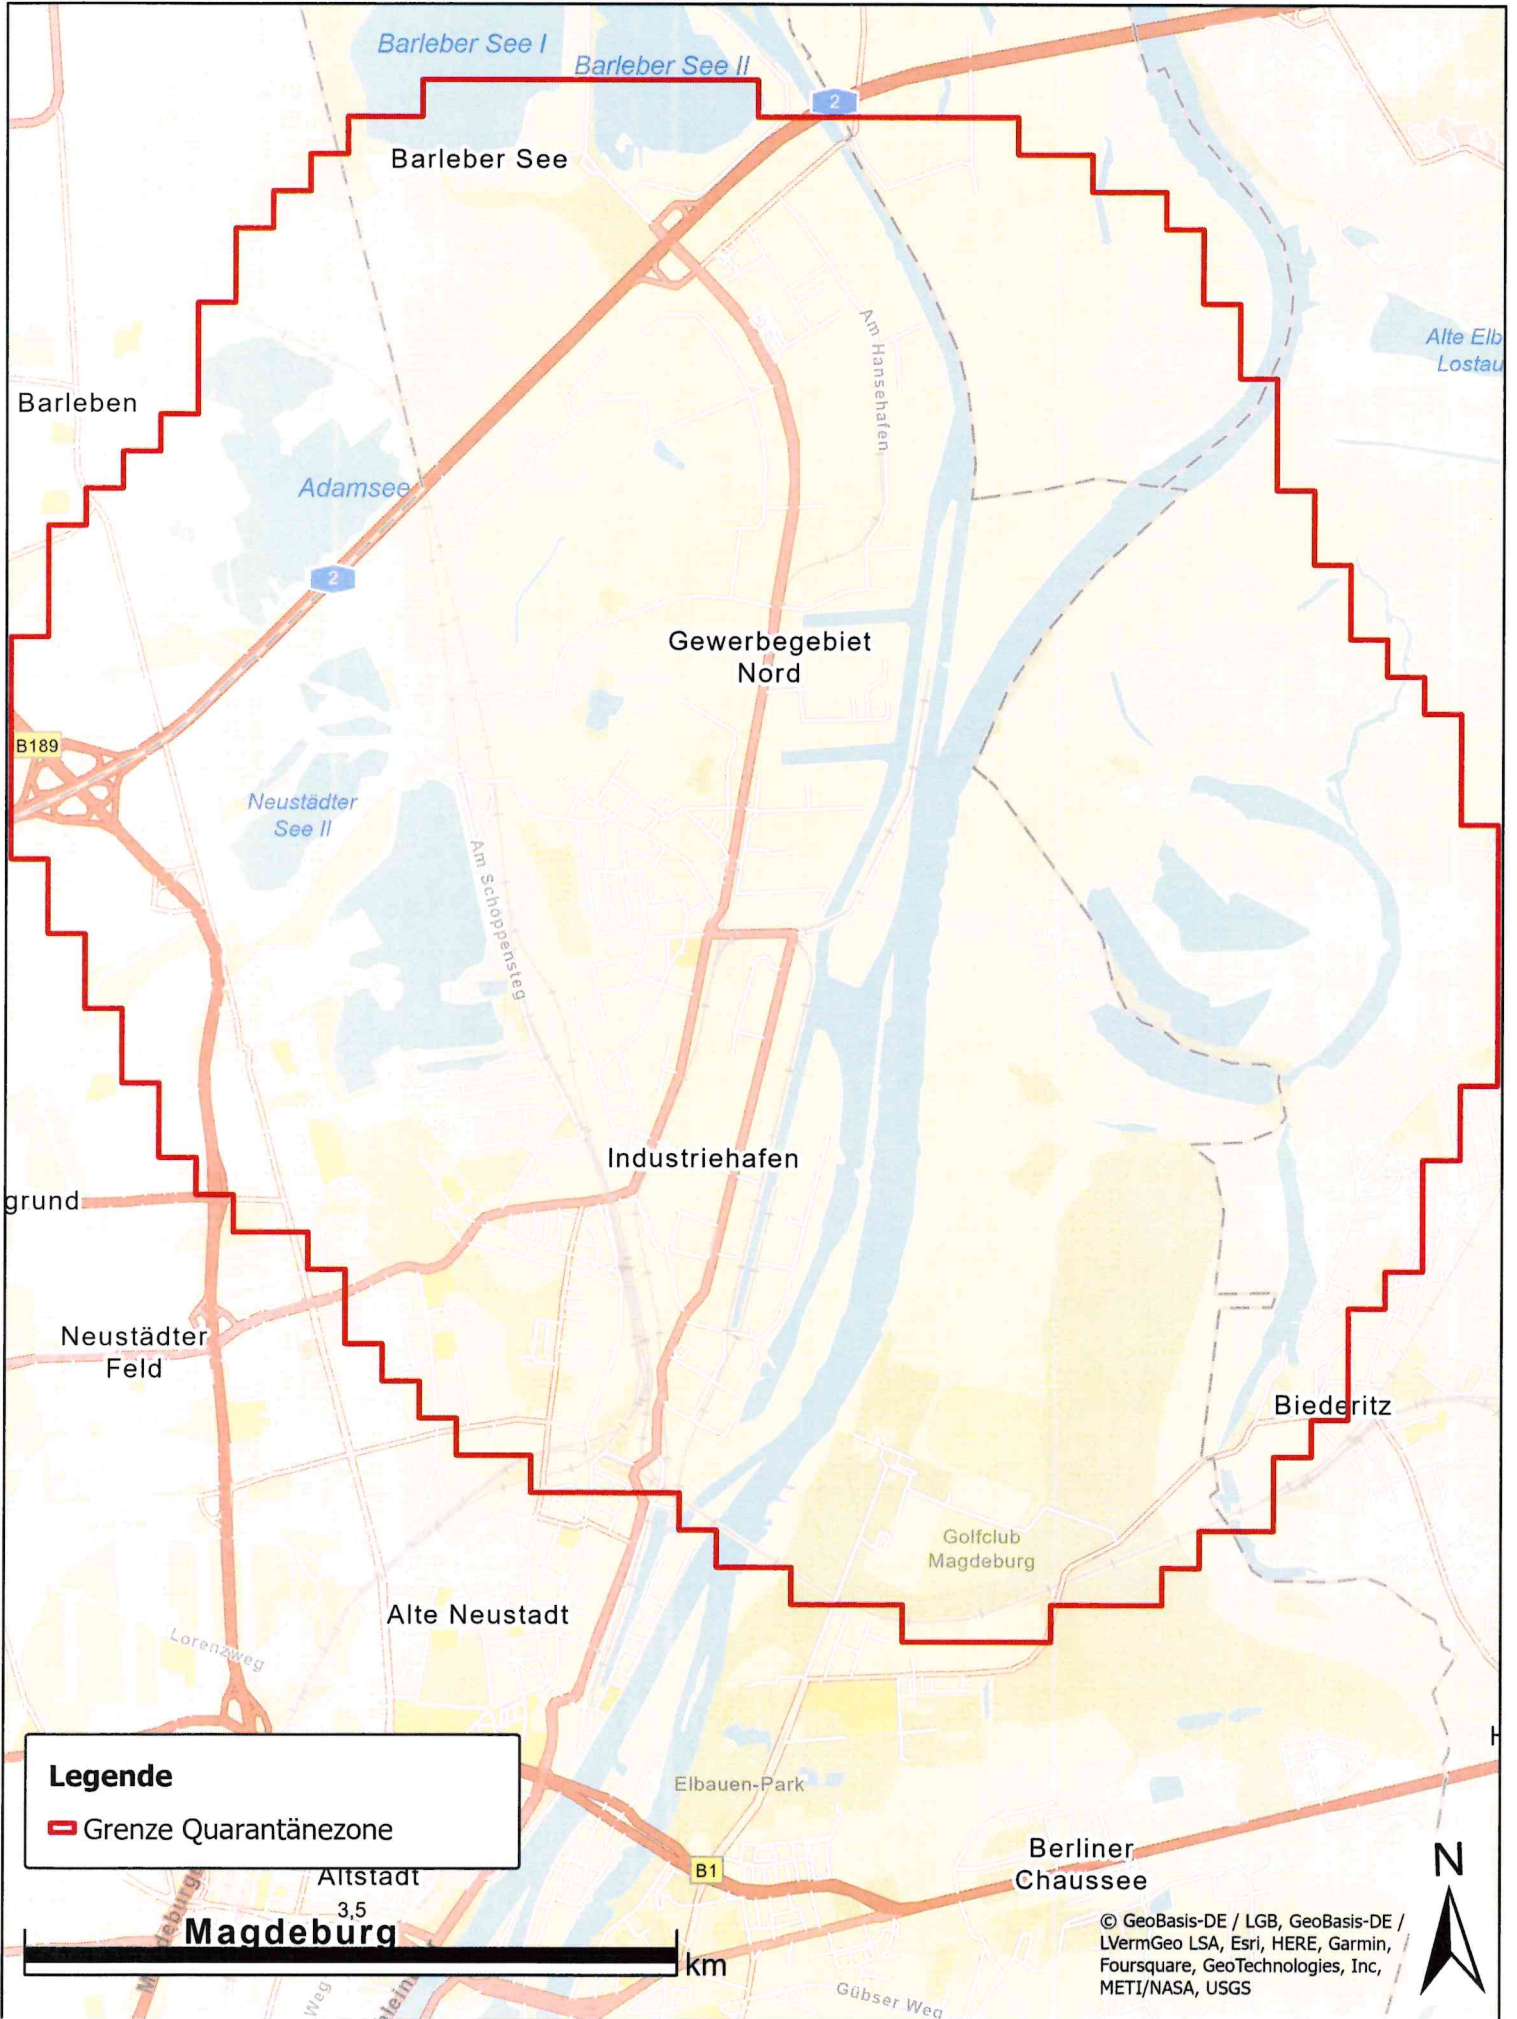 Barleber See I
Barleber See II
2
Barleber See
Am Hansehafen
Alte Elb
Lostau
Barleben
Adamsee
2
Gewerbegebiet
Nord
B189
Neustädter
See II
Am Schöppensteg
Industriehafen
grund
Neustädter
Feld
Biederitz
Golfclub
Magdeburg
Alte Neustadt
Lorenzweg
H
Legende
Grenze Quarantänezone
Elbauen-Park
B1
Berliner
Chaussee
N
Altstadt
3,5
Magdeburg
km
Weg
Gübser Weg
© GeoBasis-DE / LGB, GeoBasis-DE /
LVermGeo LSA, Esri, HERE, Garmin,
Foursquare, GeoTechnologies, Inc,
METI/NASA, USGS